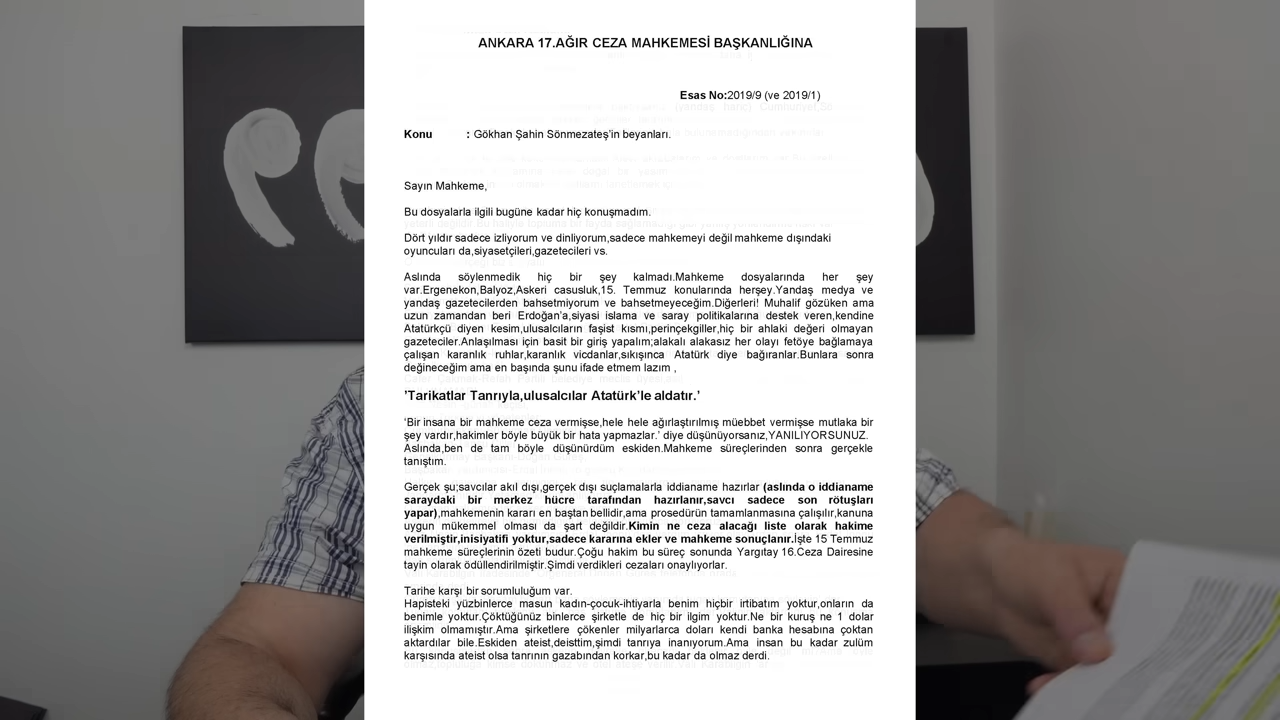 ANKARA 17.AĞIR CEZA MAHKEMESİ BAŞKANLIĞINA
Esas No:2019/9 (ve 2019/1)
Konu : Gökhan Şahin Sönmezateş’in beyanları.
Sayın Mahkeme,
Bu dosyalarla ilgili bugüne kadar hiç konuşmadım.
Dört yıldır sadece izliyorum ve dinliyorum,sadece mahkemeyi değil mahkeme dışındaki
oyuncuları da,siyasetçileri,gazetecileri vs.
Aslında söylenmedik hiç bir şey kalmadı.Mahkeme dosyalarında her şey
var.Ergenekon,Balyoz,Askeri casusluk,15. Temmuz konularında herşey.Yandaş medya ve
yandaş gazetecilerden bahsetmiyorum ve bahsetmeyeceğim.Diğerleri! Muhalif gözüken ama
uzun zamandan beri Erdoğan’a,siyasi islama ve saray politikalarına destek veren,kendine
Atatürkçü diyen kesim,ulusalcıların faşist kısmı,perinçekgiller,hiç bir ahlaki değeri olmayan
gazeteciler.Anlaşılması için basit bir giriş yapalım;alakalı alakasız her olayı fetöye bağlamaya
çalışan karanlık ruhlar,karanlık vicdanlar,sıkışınca Atatürk diye bağıranlar.Bunlara sonra
değineceğim ama en başında şunu ifade etmem lazım ,
’Tarikatlar Tanrıyla,ulusalcılar Atatürk’le aldatır.’
‘Bir insana bir mahkeme ceza vermişse,hele hele ağırlaştırılmış müebbet vermişse mutlaka bir
şey vardır,hakimler böyle büyük bir hata yapmazlar.’ diye düşünüyorsanız,YANILIYORSUNUZ.
Aslında,ben de tam böyle düşünürdüm eskiden.Mahkeme süreçlerinden sonra gerçekle
tanıştım.
Gerçek şu;savcılar akıl dışı,gerçek dışı suçlamalarla iddianame hazırlar (aslında o iddianame
saraydaki bir merkez hücre tarafından hazırlanır,savcı sadece son rötuşları
yapar),mahkemenin kararı en baştan bellidir,ama prosedürün tamamlanmasına çalışılır,kanuna
uygun mükemmel olması da şart değildir.Kimin ne ceza alacağı liste olarak hakime
verilmiştir,inisiyatifi yoktur,sadece kararına ekler ve mahkeme sonuçlanır.İşte 15 Temmuz
mahkeme süreçlerinin özeti budur.Çoğu hakim bu süreç sonunda Yargıtay 16.Ceza Dairesine
tayin olarak ödüllendirilmiştir.Şimdi verdikleri cezaları onaylıyorlar.
Tarihe karşı bir sorumluluğum var.
Hapisteki yüzbinlerce masun kadın-çocuk-ihtiyarla benim hiçbir irtibatım yoktur,onların da
benimle yoktur.Çöktüğünüz binlerce şirketle de hiç bir ilgim yoktur.Ne bir kuruş ne 1 dolar
ilişkim olmamıştır.Ama şirketlere çökenler milyarlarca doları kendi banka hesabına çoktan
aktardılar bile.Eskiden ateist,deisttim,şimdi tanrıya inanıyorum.Ama insan bu kadar zulüm
karşısında ateist olsa tanrının gazabından korkar,bu kadar da olmaz derdi.